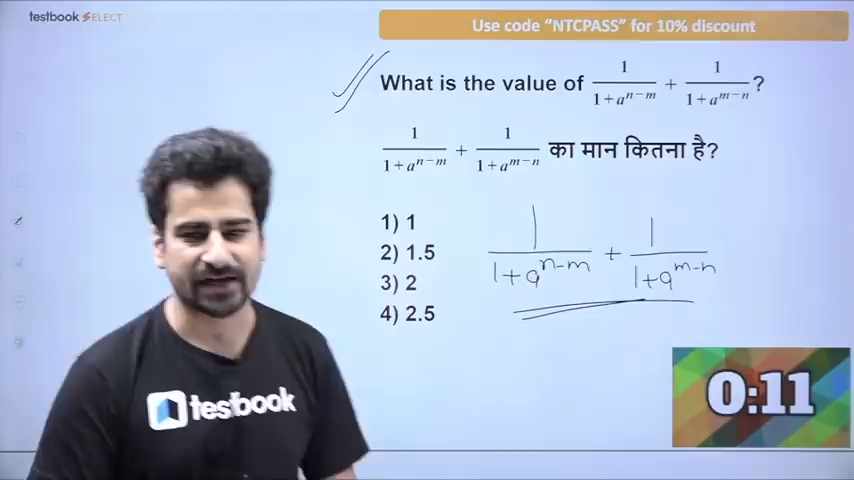 testbook SELECT
Use code “NTCPASS” for 10% discount
What is the value of 1/(1+a^(n−m)) + 1/(1+a^(m−n))?
1/(1+a^(n−m)) + 1/(1+a^(m−n)) का मान कितना है?
1) 1
2) 1.5
3) 2
4) 2.5
1/(1+a^(n-m)) + 1/(1+a^(m-n))
0:11
testbook